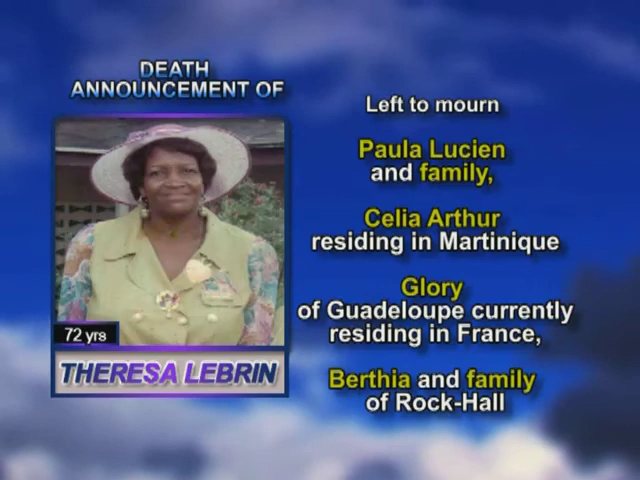 DEATH
ANNOUNCEMENT OF
72 yrs
THERESA LEBRIN
Left to mourn
Paula Lucien
and family,
Celia Arthur
residing in Martinique
Glory
of Guadeloupe currently
residing in France,
Berthia and family
of Rock-Hall